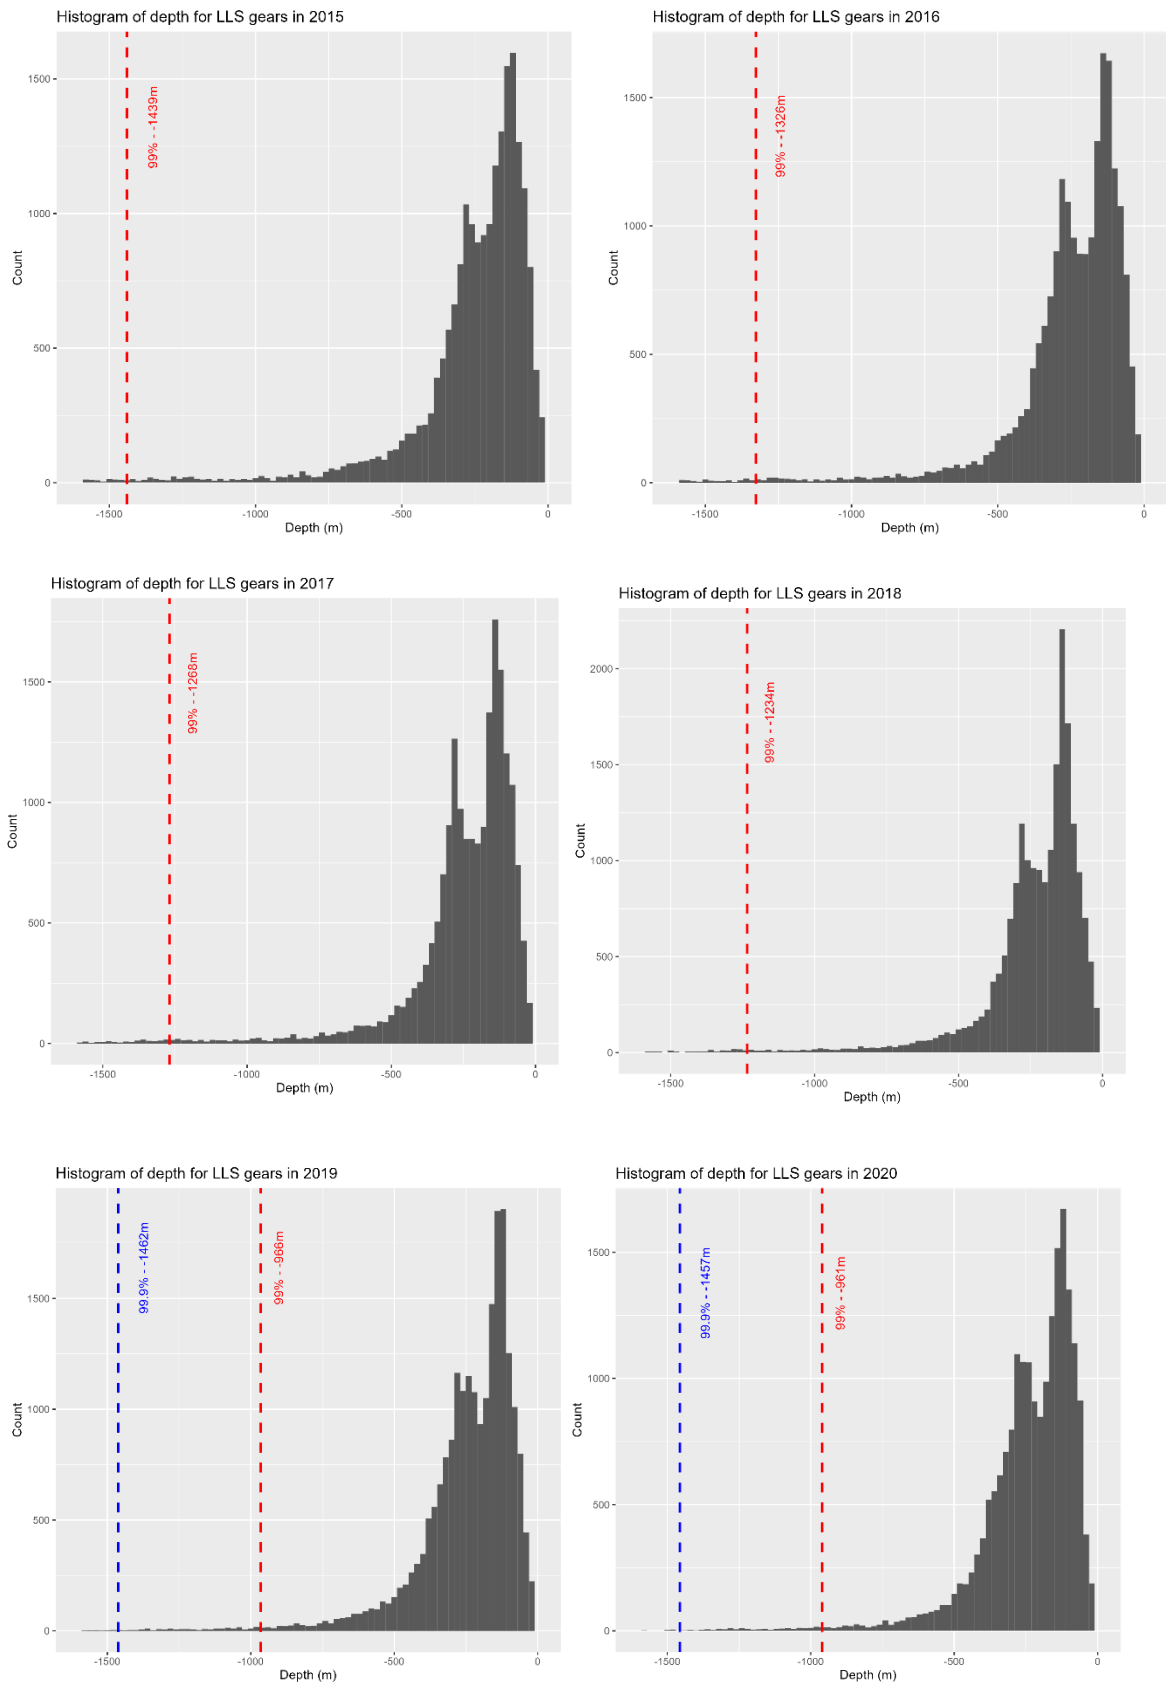 Histogram of depth for LLS gears in 2015
1500
1000
500
0
Count
99% - -1439m
-1500 -1000 -500 0
Depth (m)
Histogram of depth for LLS gears in 2016
1500
1000
500
0
Count
99% - -1326m
-1500 -1000 -500 0
Depth (m)
Histogram of depth for LLS gears in 2017
1500
1000
500
0
Count
99% - -1268m
-1500 -1000 -500 0
Depth (m)
Histogram of depth for LLS gears in 2018
2000
1500
1000
500
0
Count
99% - -1234m
-1500 -1000 -500 0
Depth (m)
Histogram of depth for LLS gears in 2019
1500
1000
500
0
Count
99.9% - -1462m
99% - -966m
-1500 -1000 -500 0
Depth (m)
Histogram of depth for LLS gears in 2020
1500
1000
500
0
Count
99.9% - -1457m
99% - -961m
-1500 -1000 -500 0
Depth (m)